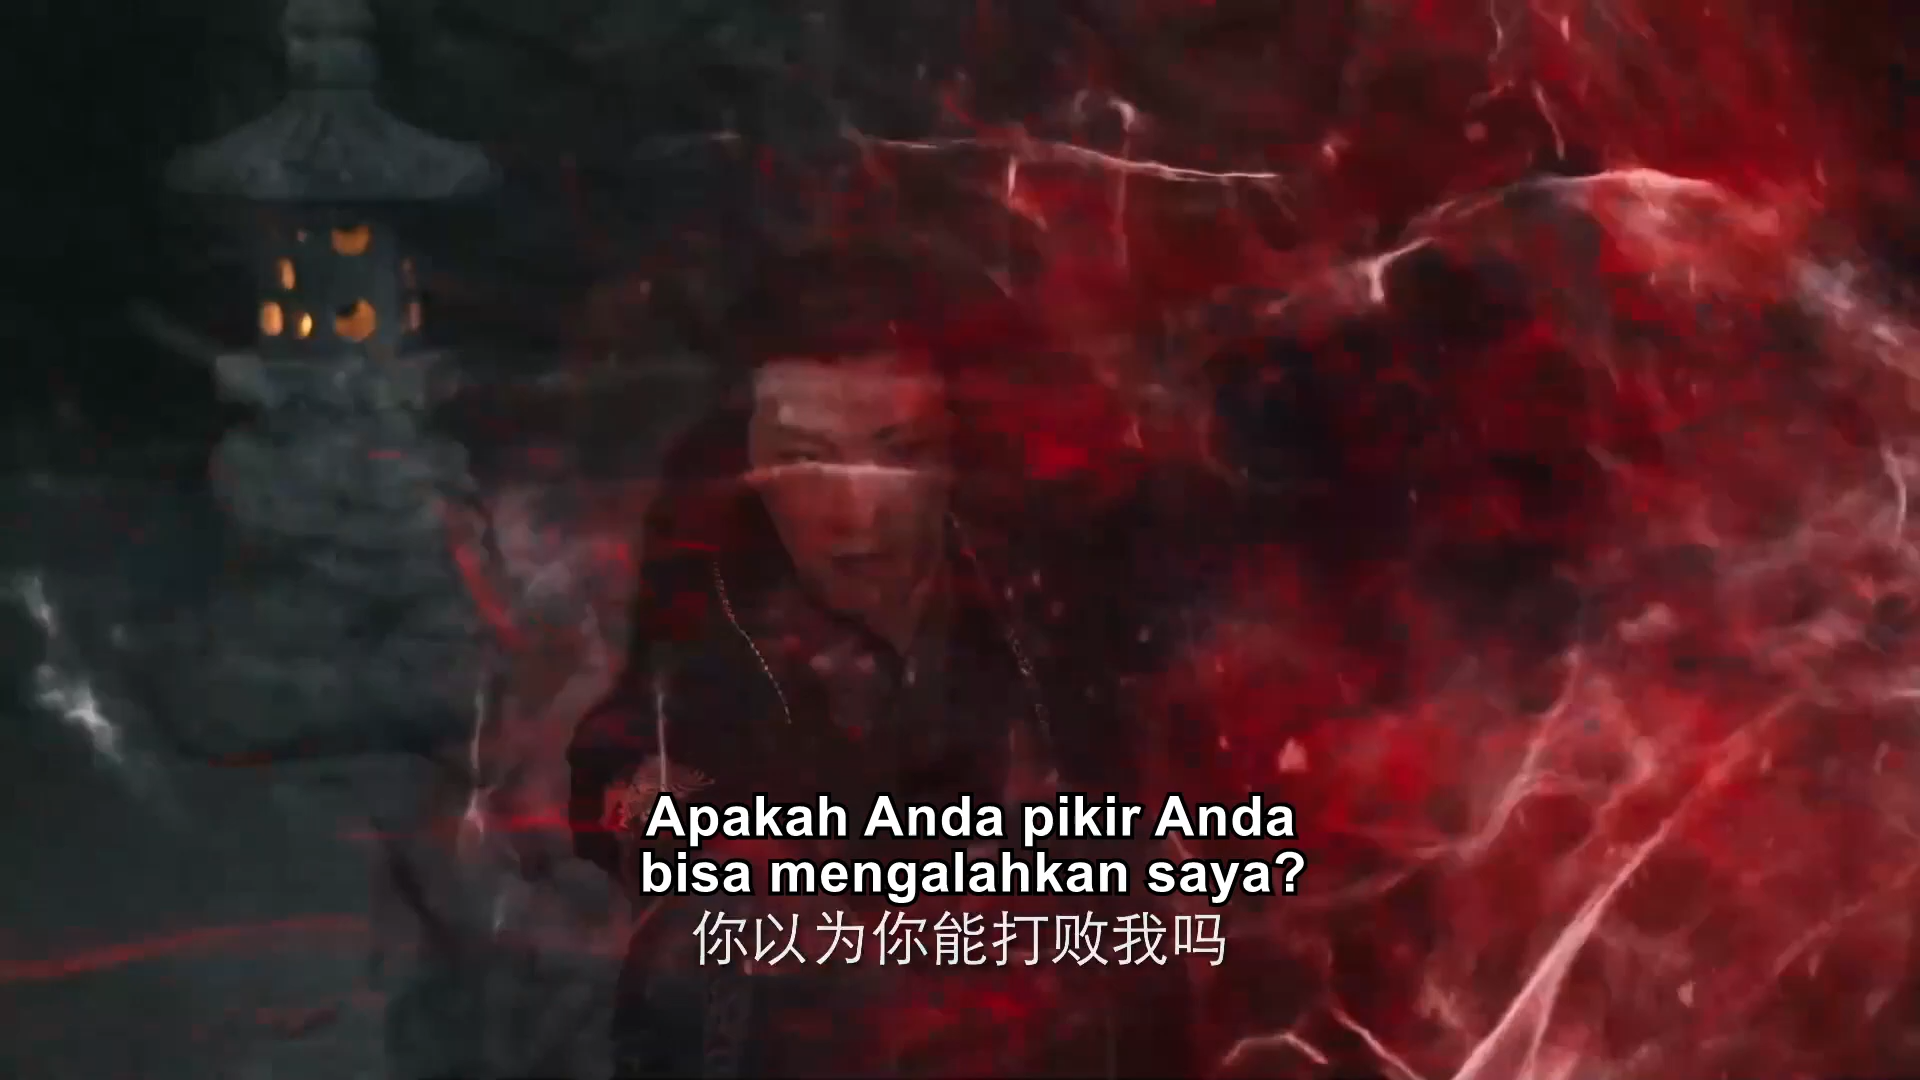 Apakah Anda pikir Anda
bisa mengalahkan saya?
你以为你能打败我吗